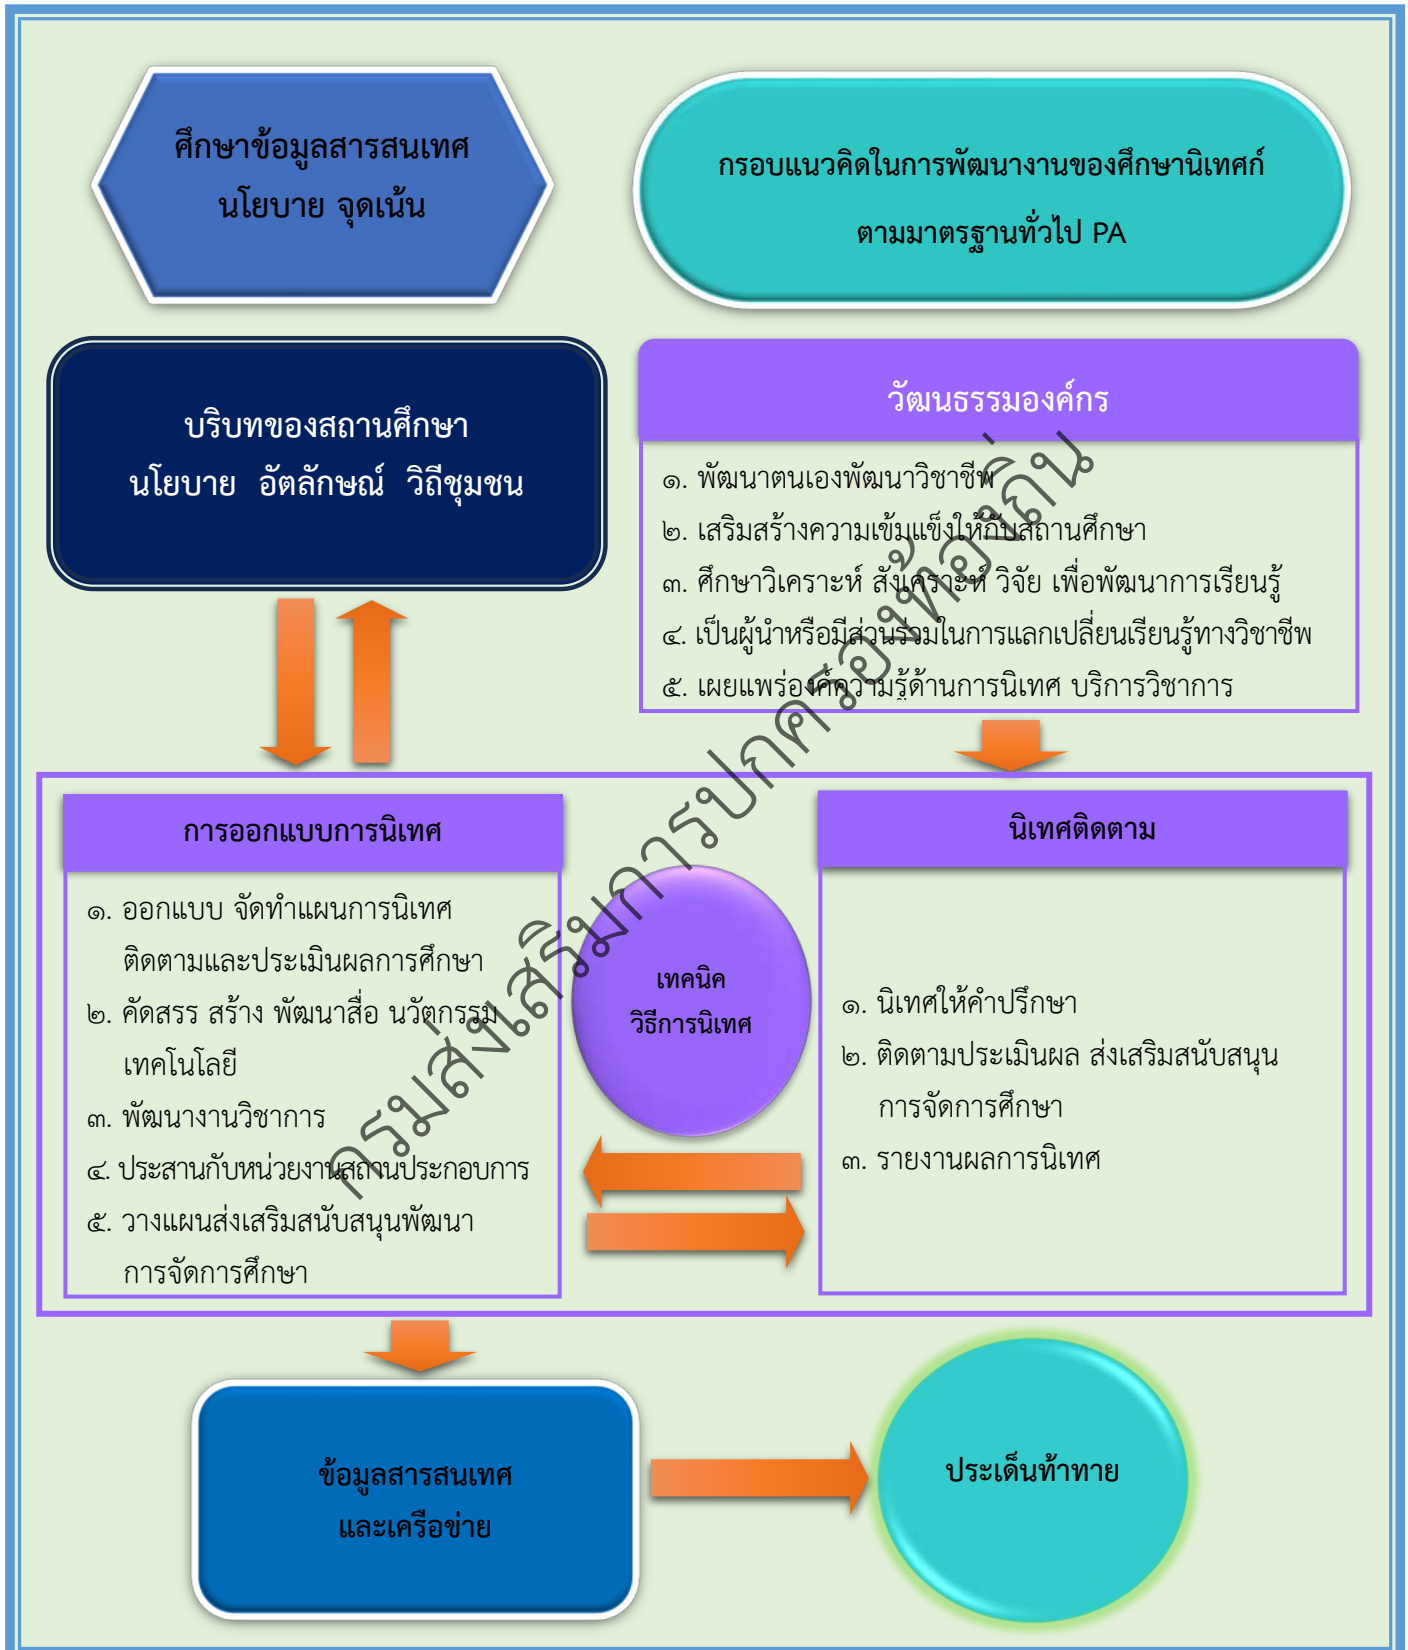 ศึกษาข้อมูลสารสนเทศ
นโยบาย จุดเน้น
กรอบแนวคิดในการพัฒนางานของศึกษานิเทศก์
ตามมาตรฐานทั่วไป PA
บริบทของสถานศึกษา
นโยบาย อัตลักษณ์ วิถีชุมชน
วัฒนธรรมองค์กร
๑. พัฒนาตนเองพัฒนาวิชาชีพ
๒. เสริมสร้างความเข้มแข็งให้กับสถานศึกษา
๓. ศึกษาวิเคราะห์ สังเคราะห์ วิจัย เพื่อพัฒนาการเรียนรู้
๔. เป็นผู้นำหรือมีส่วนร่วมในการแลกเปลี่ยนเรียนรู้ทางวิชาชีพ
๕. เผยแพร่องค์ความรู้ด้านการนิเทศ บริการวิชาการ
การออกแบบการนิเทศ
๑. ออกแบบ จัดทำแผนการนิเทศ
ติดตามและประเมินผลการศึกษา
๒. คัดสรร สร้าง พัฒนาสื่อ นวัตกรรม
เทคโนโลยี
๓. พัฒนางานวิชาการ
๔. ประสานกับหน่วยงานสถานประกอบการ
๕. วางแผนส่งเสริมสนับสนุนพัฒนา
การจัดการศึกษา
เทคนิค
วิธีการนิเทศ
นิเทศติดตาม
๑. นิเทศให้คำปรึกษา
๒. ติดตามประเมินผล ส่งเสริมสนับสนุน
การจัดการศึกษา
๓. รายงานผลการนิเทศ
ข้อมูลสารสนเทศ
และเครือข่าย
ประเด็นท้าทาย
กรมส่งเสริมการปกครองท้องถิ่น